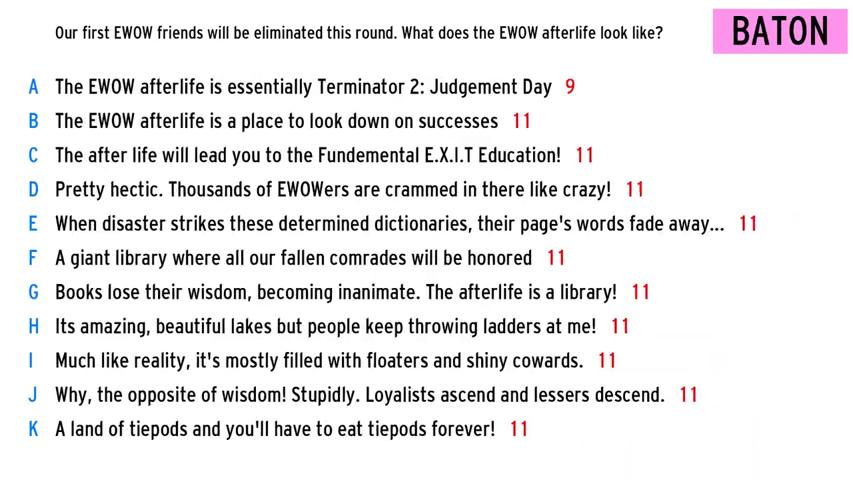 Our first EWOW friends will be eliminated this round. What does the EWOW afterlife look like?
BATON
A The EWOW afterlife is essentially Terminator 2: Judgement Day 9
B The EWOW afterlife is a place to look down on successes 11
C The after life will lead you to the Fundemental E.X.I.T Education! 11
D Pretty hectic. Thousands of EWOWers are crammed in there like crazy! 11
E When disaster strikes these determined dictionaries, their page's words fade away... 11
F A giant library where all our fallen comrades will be honored 11
G Books lose their wisdom, becoming inanimate. The afterlife is a library! 11
H Its amazing, beautiful lakes but people keep throwing ladders at me! 11
I Much like reality, it's mostly filled with floaters and shiny cowards. 11
J Why, the opposite of wisdom! Stupidly. Loyalists ascend and lessers descend. 11
K A land of tiepods and you'll have to eat tiepods forever! 11